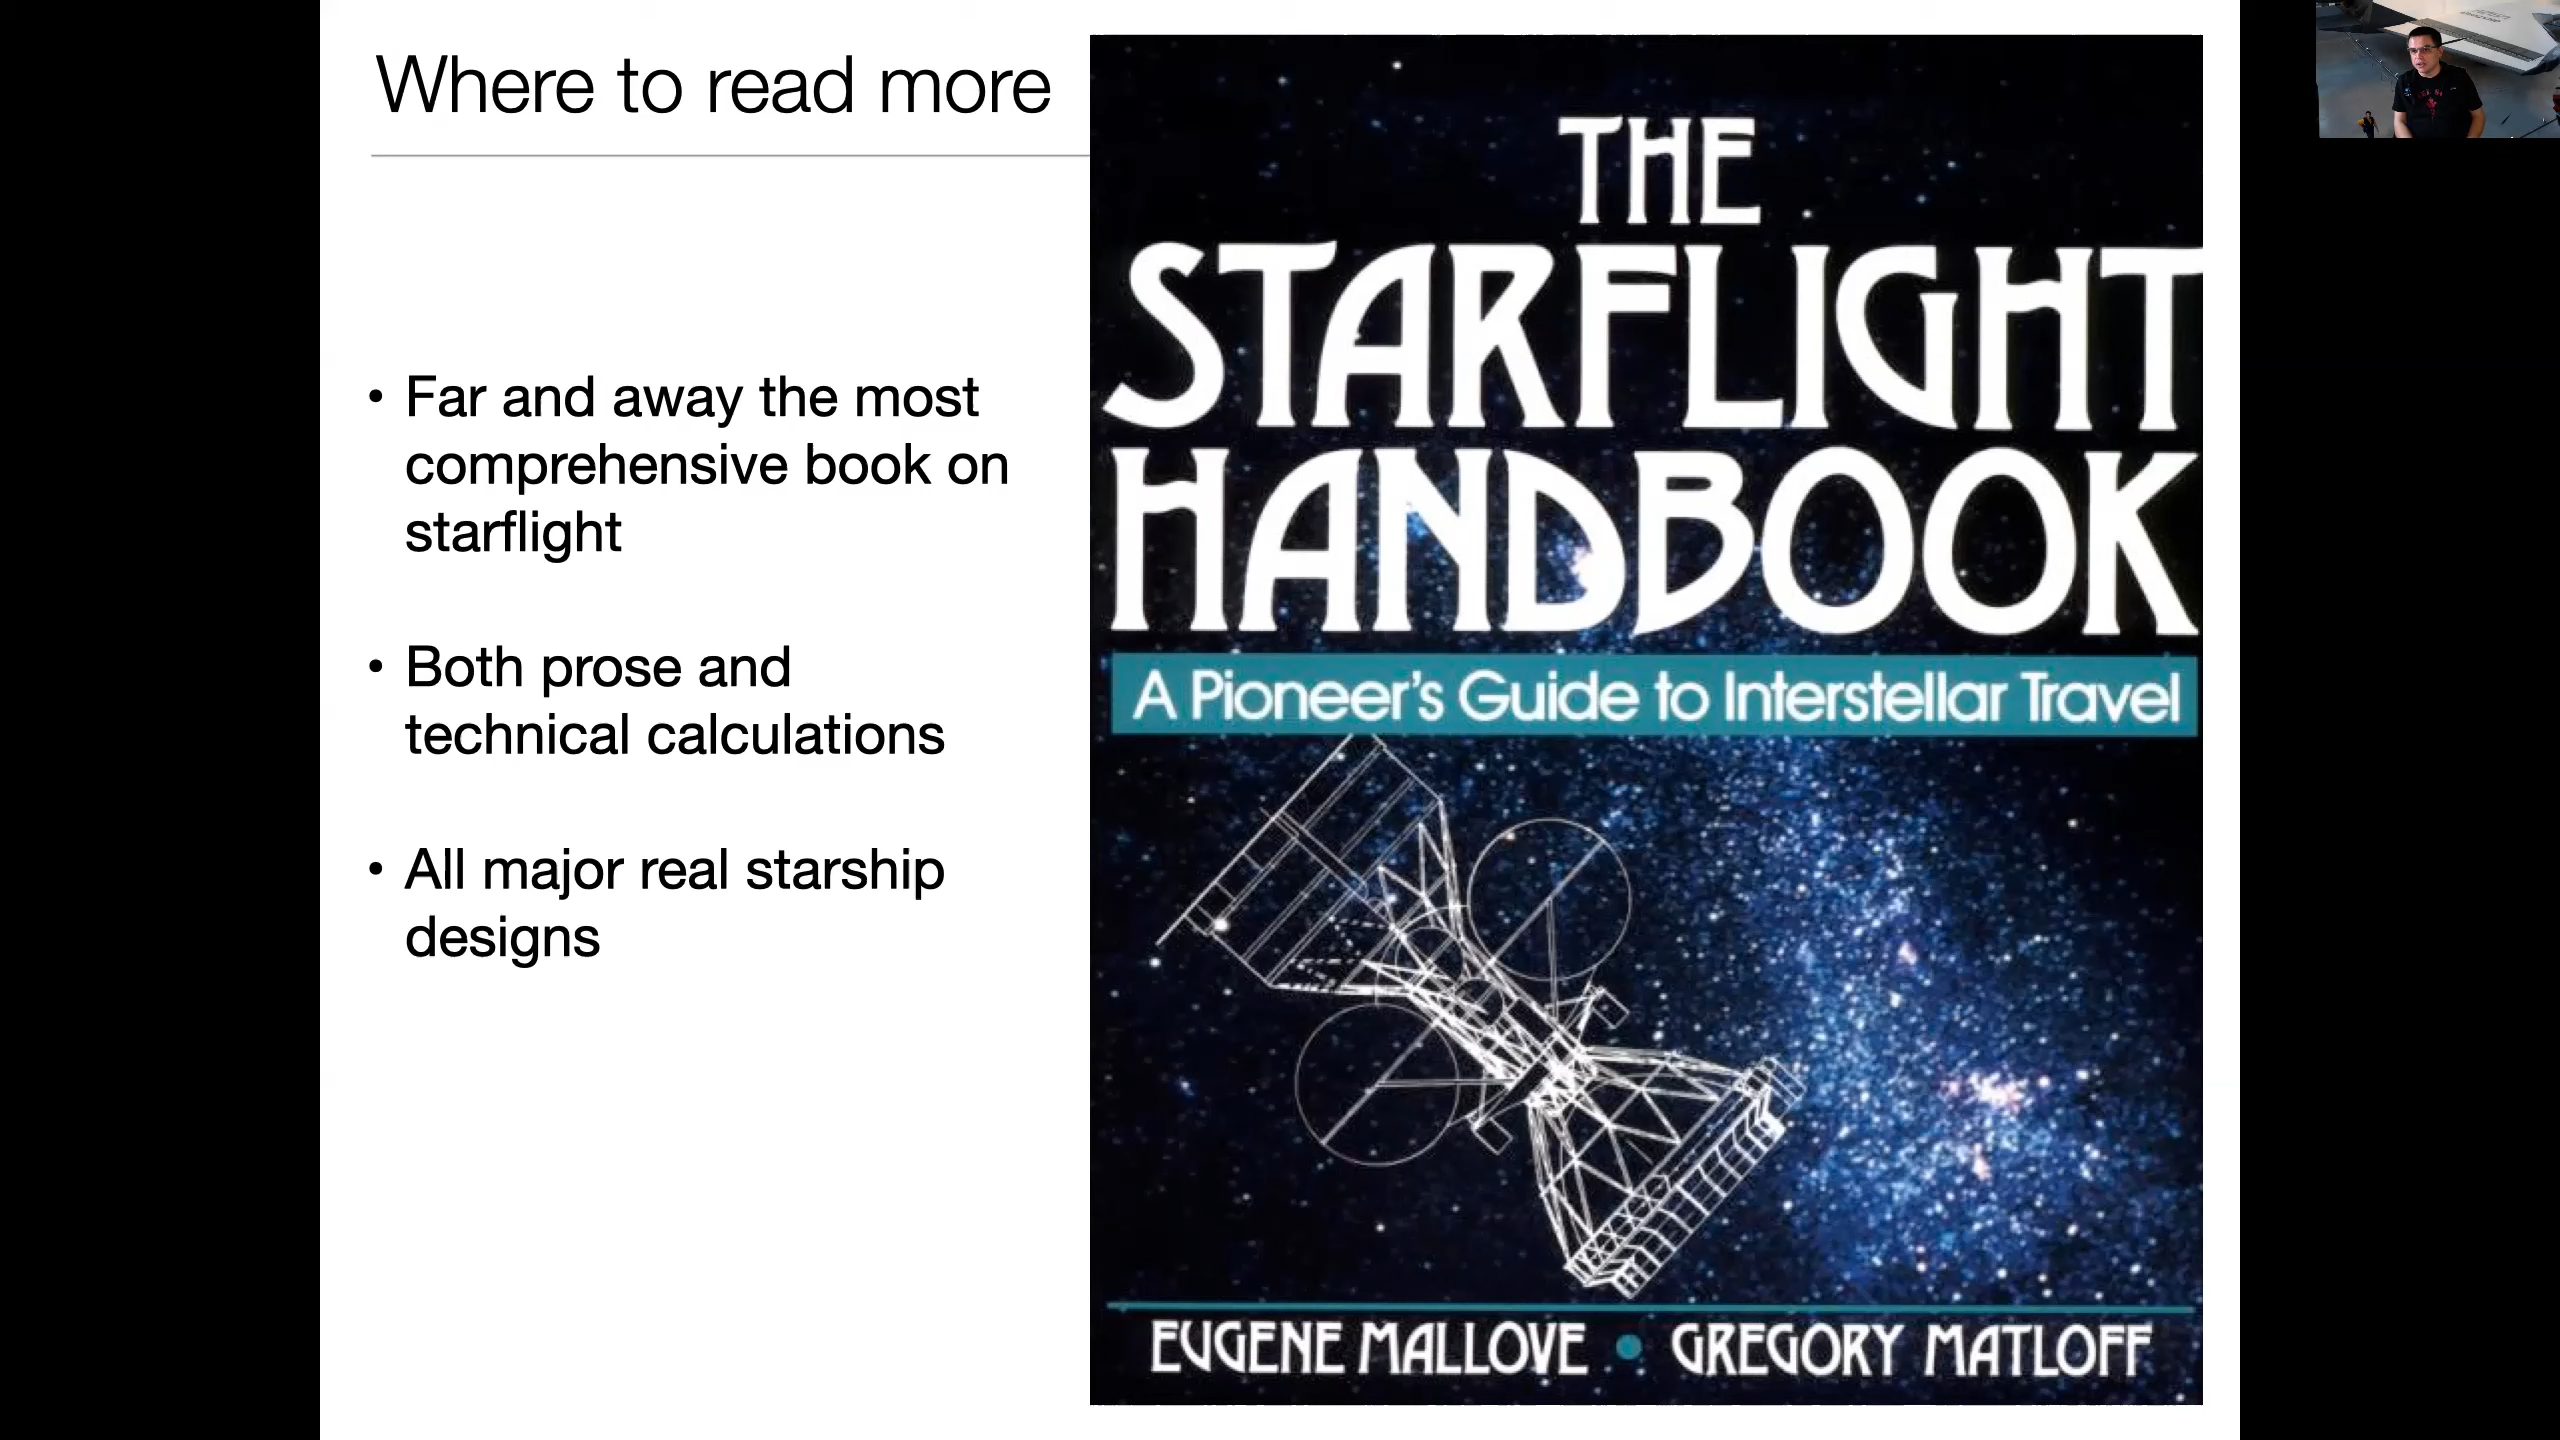 Where to read more
• Far and away the most
comprehensive book on
starflight
• Both prose and
technical calculations
• All major real starship
designs
THE
STARFLIGHT
HANDBOOK
A Pioneer's Guide to Interstellar Travel
EUGENE MALLOVE • GREGORY MATLOFF